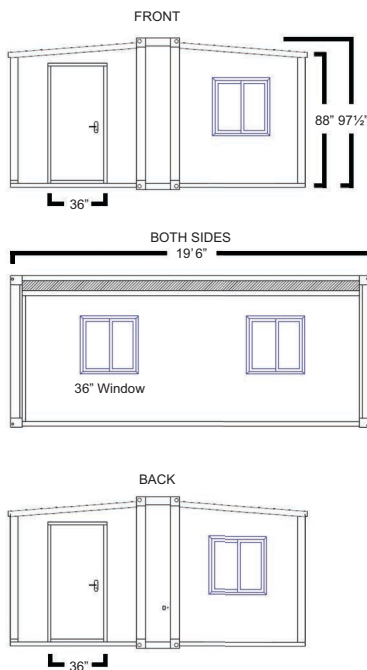 FRONT
88” 97½”
36”
BOTH SIDES
19’ 6”
36” Window
BACK
36”